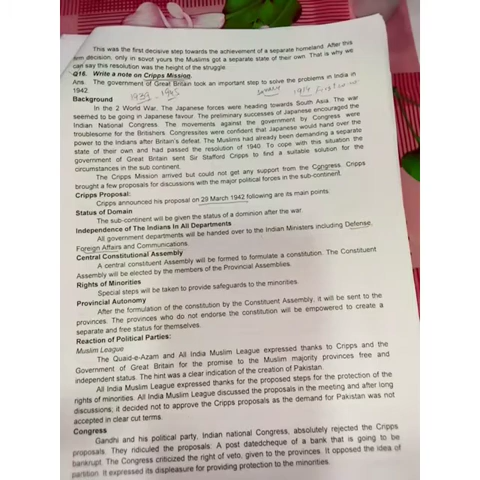 This was the first decisive step towards the achievement of a separate homeland. After this
firm decision, only in sovot yours the Muslims got a separate state of their own. That is why we
can say this resolution was the height of the struggle.
Q16. Write a note on Cripps Mission.
Ans. The government of Great Britain took an important step to solve the problems in India in
1942.
1939 - 1945
1914
Background
In the 2 World War. The Japanese forces were heading towards South Asia. The war
seemed to be going in Japanese favour. The preliminary successes of Japanese encouraged the
Indian National Congress. The movements against the government by Congress were
troublesome for the Britishers. Congressites were confident that Japanese would hand over the
power to the Indians after Britain's defeat. The Muslims had already been demanding a separate
state of their own and had passed the resolution of 1940. To cope with this situation the
government of Great Britain sent Sir Stafford Cripps to find a suitable solution for the
circumstances in the sub continent.
The Cripps Mission arrived but could not get any support from the Congress. Cripps
brought a few proposals for discussions with the major political forces in the sub-continent.
Cripps Proposal:
Cripps announced his proposal on 29 March 1942 following are its main points:
Status of Domain
The sub-continent will be given the status of a dominion after the war.
Independence of The Indians In All Departments
All government departments will be handed over to the Indian Ministers including Defense,
Foreign Affairs and Communications.
Central Constitutional Assembly
A central constituent Assembly will be formed to formulate a constitution. The Constituent
Assembly will be elected by the members of the Provincial Assemblies.
Rights of Minorities
Special steps will be taken to provide safeguards to the minorities.
Provincial Autonomy
After the formulation of the constitution by the Constituent Assembly, it will be sent to the
provinces. The provinces who do not endorse the constitution will be empowered to create a
separate and free status for themselves.
Reaction of Political Parties:
Muslim League
The Quaid-e-Azam and All India Muslim League expressed thanks to Cripps and the
Government of Great Britain for the promise to the Muslim majority provinces free and
independent status. The hint was a clear indication of the creation of Pakistan.
All India Muslim League expressed thanks for the proposed steps for the protection of the
rights of minorities. All India Muslim League discussed the proposals in the meeting and after long
discussions; it decided not to approve the Cripps proposals as the demand for Pakistan was not
accepted in clear cut terms.
Congress
Gandhi and his political party, Indian national Congress, absolutely rejected the Cripps
proposals. They ridiculed the proposals: A post datedcheque of a bank that is going to be
bankrupt. The Congress criticized the right of veto, given to the provinces. It opposed the idea of
partition. It expressed its displeasure for providing protection to the minorities.